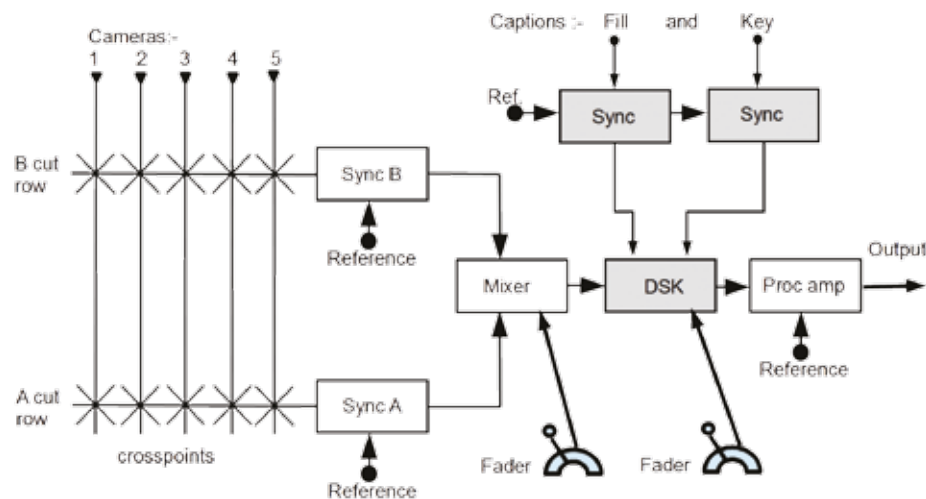 Cameras:-
1 2 3 4 5
Captions :- Fill and Key
Ref.
Sync
Sync
B cut
row
Sync B
Reference
Mixer
DSK
Proc amp
Output
Reference
A cut
row
Sync A
crosspoints
Reference
Fader
Fader